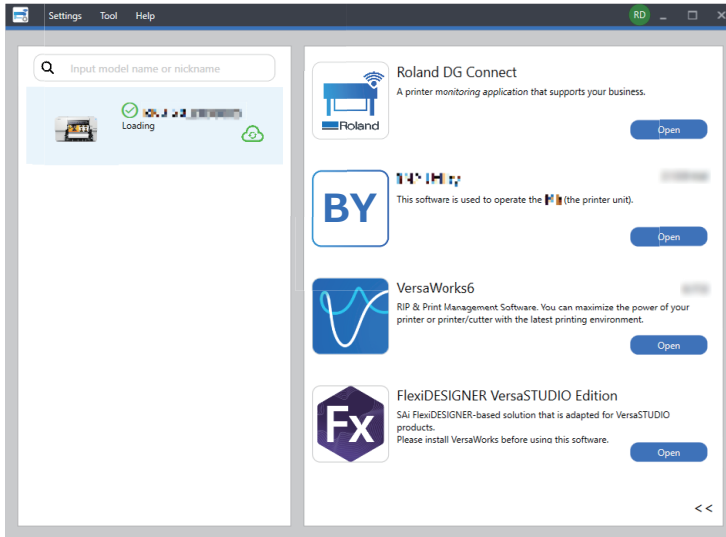 Settings Tool Help
RD
Input model name or nickname
Loading
Roland DG Connect
A printer monitoring application that supports your business.
Roland
Open
BY
This software is used to operate the (the printer unit).
Open
VersaWorks6
RIP & Print Management Software. You can maximize the power of your
printer or printer/cutter with the latest printing environment.
Open
Fx
FlexiDESIGNER VersaSTUDIO Edition
SAi FlexiDESIGNER-based solution that is adapted for VersaSTUDIO
products.
Please install VersaWorks before using this software.
Open
<<